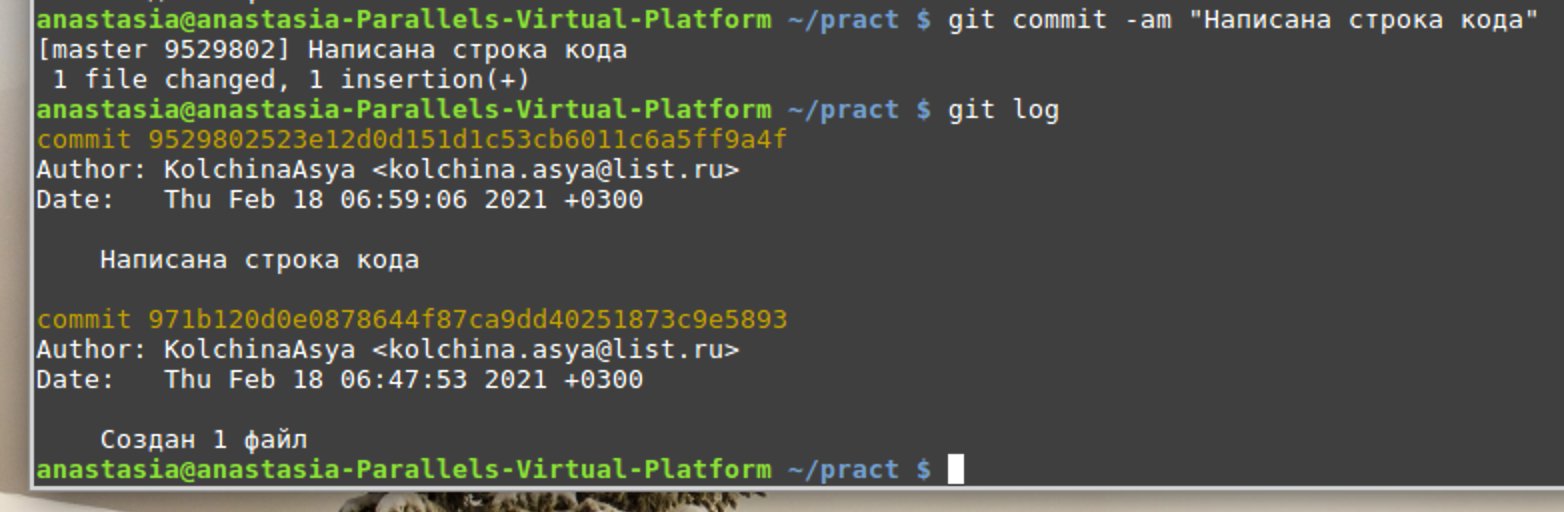 anastasia@anastasia-Parallels-Virtual-Platform ~/pract $ git commit -am "Написана строка кода"
[master 9529802] Написана строка кода
 1 file changed, 1 insertion(+)
anastasia@anastasia-Parallels-Virtual-Platform ~/pract $ git log
commit 9529802523e12d0d151d1c53cb6011c6a5ff9a4f
Author: KolchinaAsya <kolchina.asya@list.ru>
Date:   Thu Feb 18 06:59:06 2021 +0300
    Написана строка кода
commit 971b120d0e0878644f87ca9dd40251873c9e5893
Author: KolchinaAsya <kolchina.asya@list.ru>
Date:   Thu Feb 18 06:47:53 2021 +0300
    Создан 1 файл
anastasia@anastasia-Parallels-Virtual-Platform ~/pract $